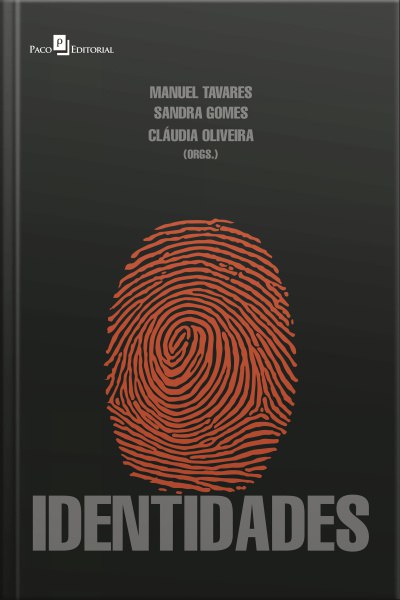 PACO EDITORIAL
MANUEL TAVARES
SANDRA GOMES
CLÁUDIA OLIVEIRA
(ORGS.)
IDENTIDADES